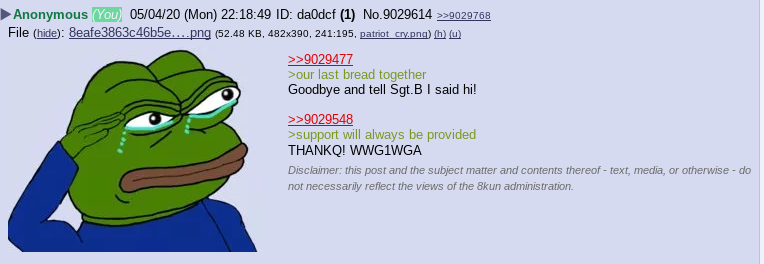 Anonymous (You) 05/04/20 (Mon) 22:18:49 ID: da0dcf (1) No.9029614 >>9029768
File (hide): 8eafe3863c46b5e….png (52.48 KB, 482x390, 241:195, patriot_cry.png) (h) (u)
>>9029477
>our last bread together
Goodbye and tell Sgt.B I said hi!
>>9029548
>support will always be provided
THANKQ! WWG1WGA
Disclaimer: this post and the subject matter and contents thereof - text, media, or otherwise - do
not necessarily reflect the views of the 8kun administration.